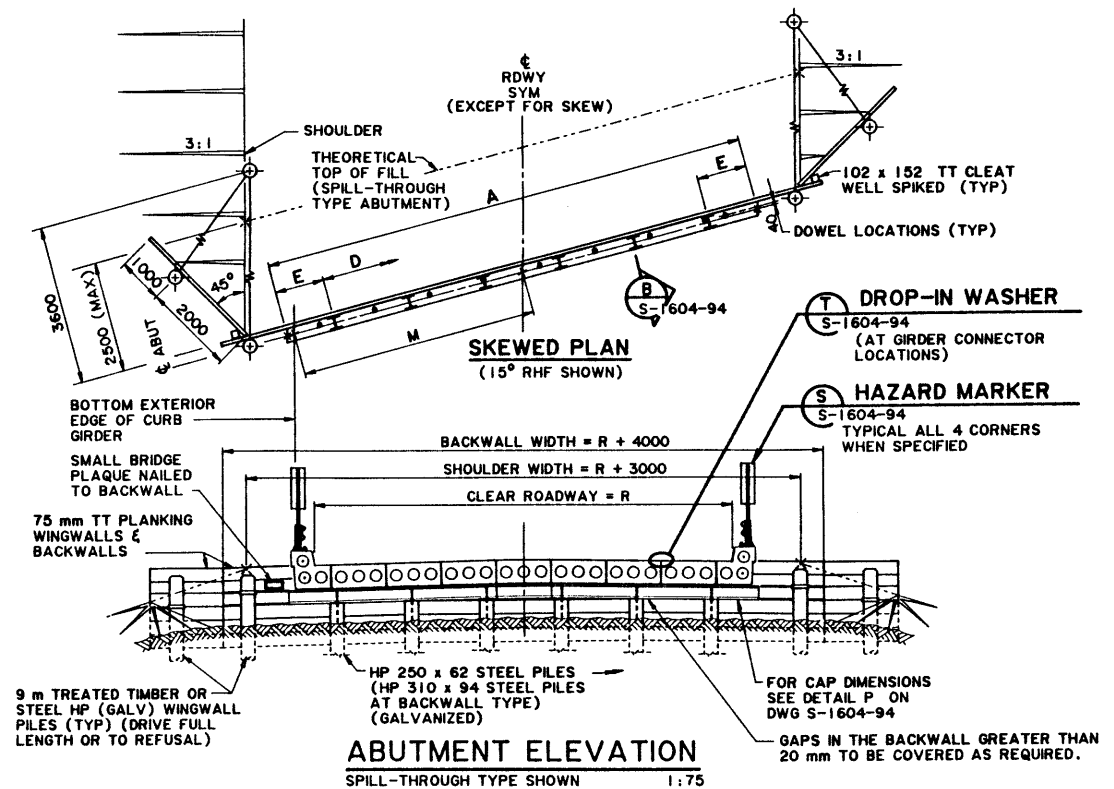 3:1
SHOULDER
THEORETICAL
TOP OF FILL
(SPILL-THROUGH
TYPE ABUTMENT)
℄
RDWY
SYM
(EXCEPT FOR SKEW)
3:1
A
E
102 x 152 TT CLEAT
WELL SPIKED (TYP)
40
DOWEL LOCATIONS (TYP)
E
D
M
3600
2500 (MAX)
℄ ABUT
1000
2000
45°
B
S-1604-94
SKEWED PLAN
(15° RHF SHOWN)
T
DROP-IN WASHER
S-1604-94
(AT GIRDER CONNECTOR
LOCATIONS)
S
HAZARD MARKER
S-1604-94
TYPICAL ALL 4 CORNERS
WHEN SPECIFIED
BOTTOM EXTERIOR
EDGE OF CURB
GIRDER
SMALL BRIDGE
PLAQUE NAILED
TO BACKWALL
75 mm TT PLANKING
WINGWALLS &
BACKWALLS
BACKWALL WIDTH = R + 4000
SHOULDER WIDTH = R + 3000
CLEAR ROADWAY = R
9 m TREATED TIMBER OR
STEEL HP (GALV) WINGWALL
PILES (TYP) (DRIVE FULL
LENGTH OR TO REFUSAL)
HP 250 x 62 STEEL PILES
(HP 310 x 94 STEEL PILES
AT BACKWALL TYPE)
(GALVANIZED)
FOR CAP DIMENSIONS
SEE DETAIL P ON
DWG S-1604-94
GAPS IN THE BACKWALL GREATER THAN
20 mm TO BE COVERED AS REQUIRED.
ABUTMENT ELEVATION
SPILL-THROUGH TYPE SHOWN 1:75